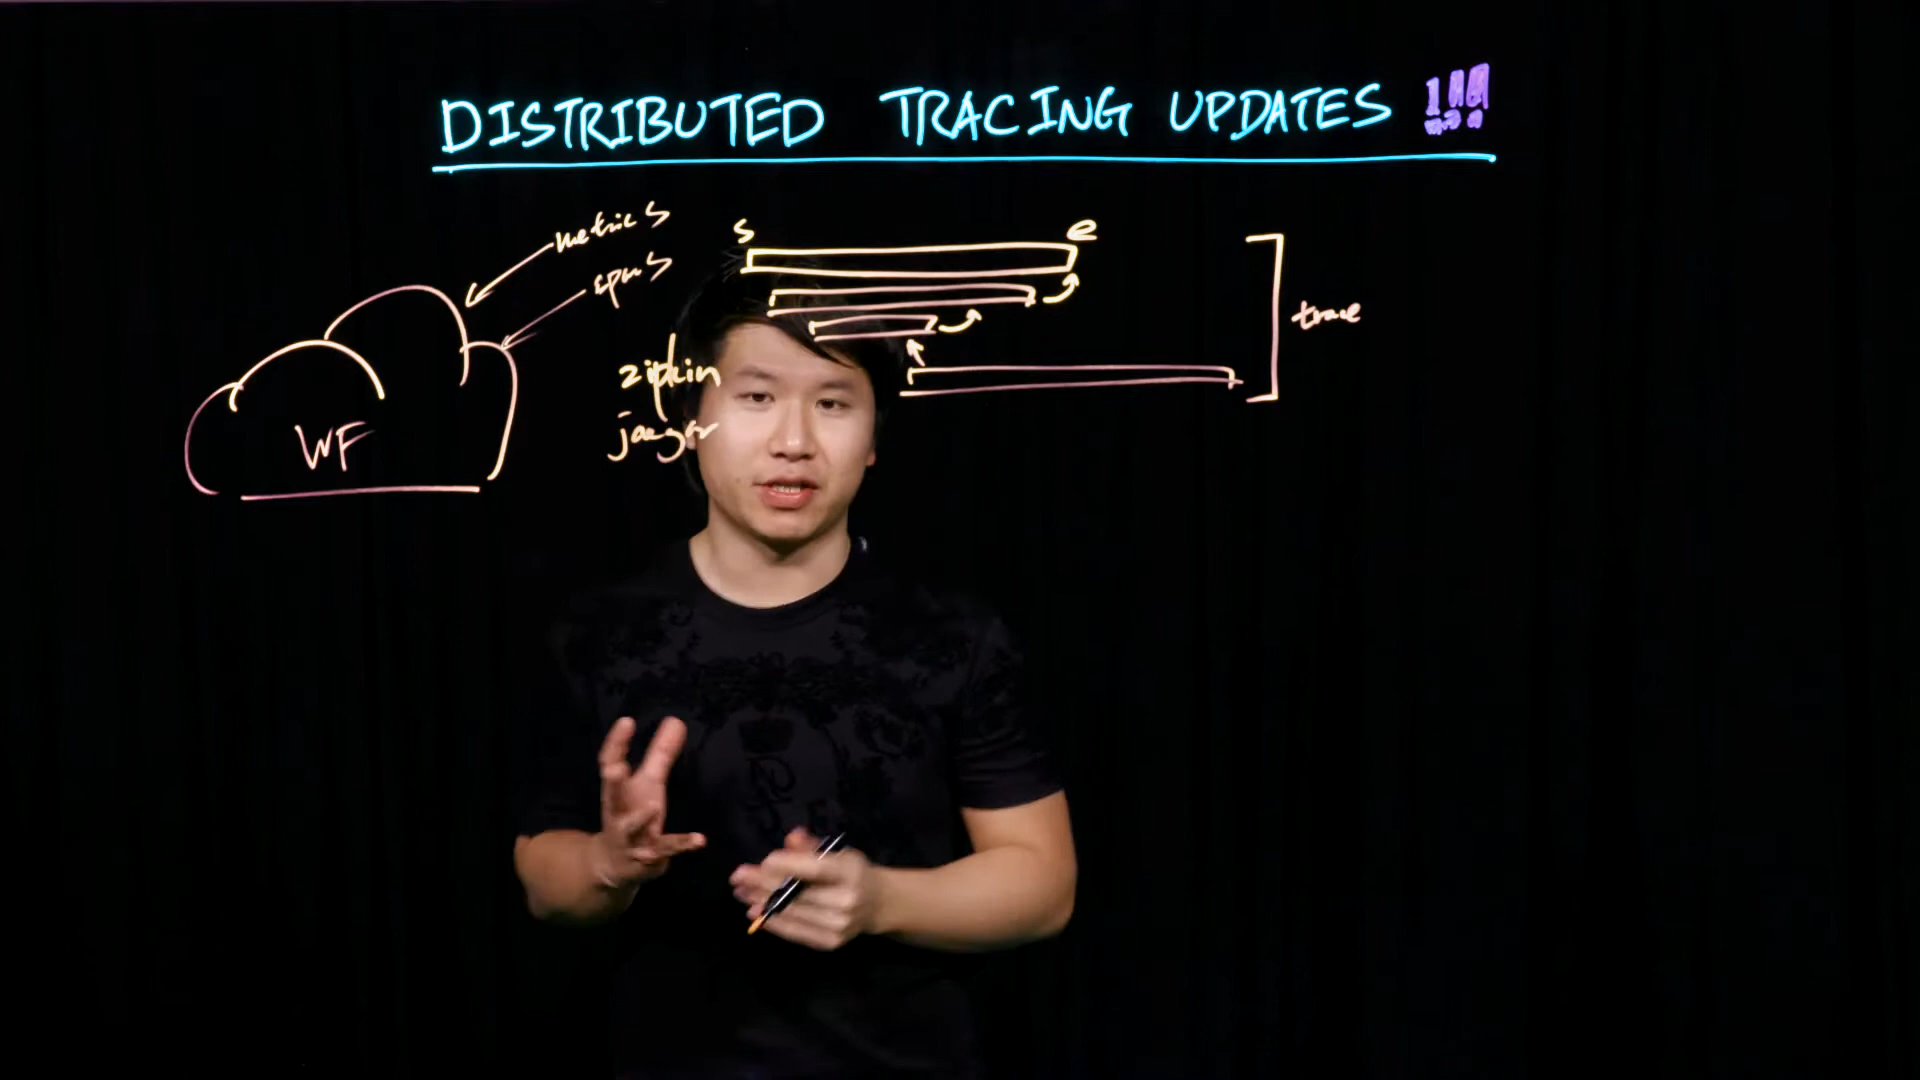 DISTRIBUTED TRACING UPDATES !!!
metrics
spans
s e
trace
zipkin
jaeger
WF